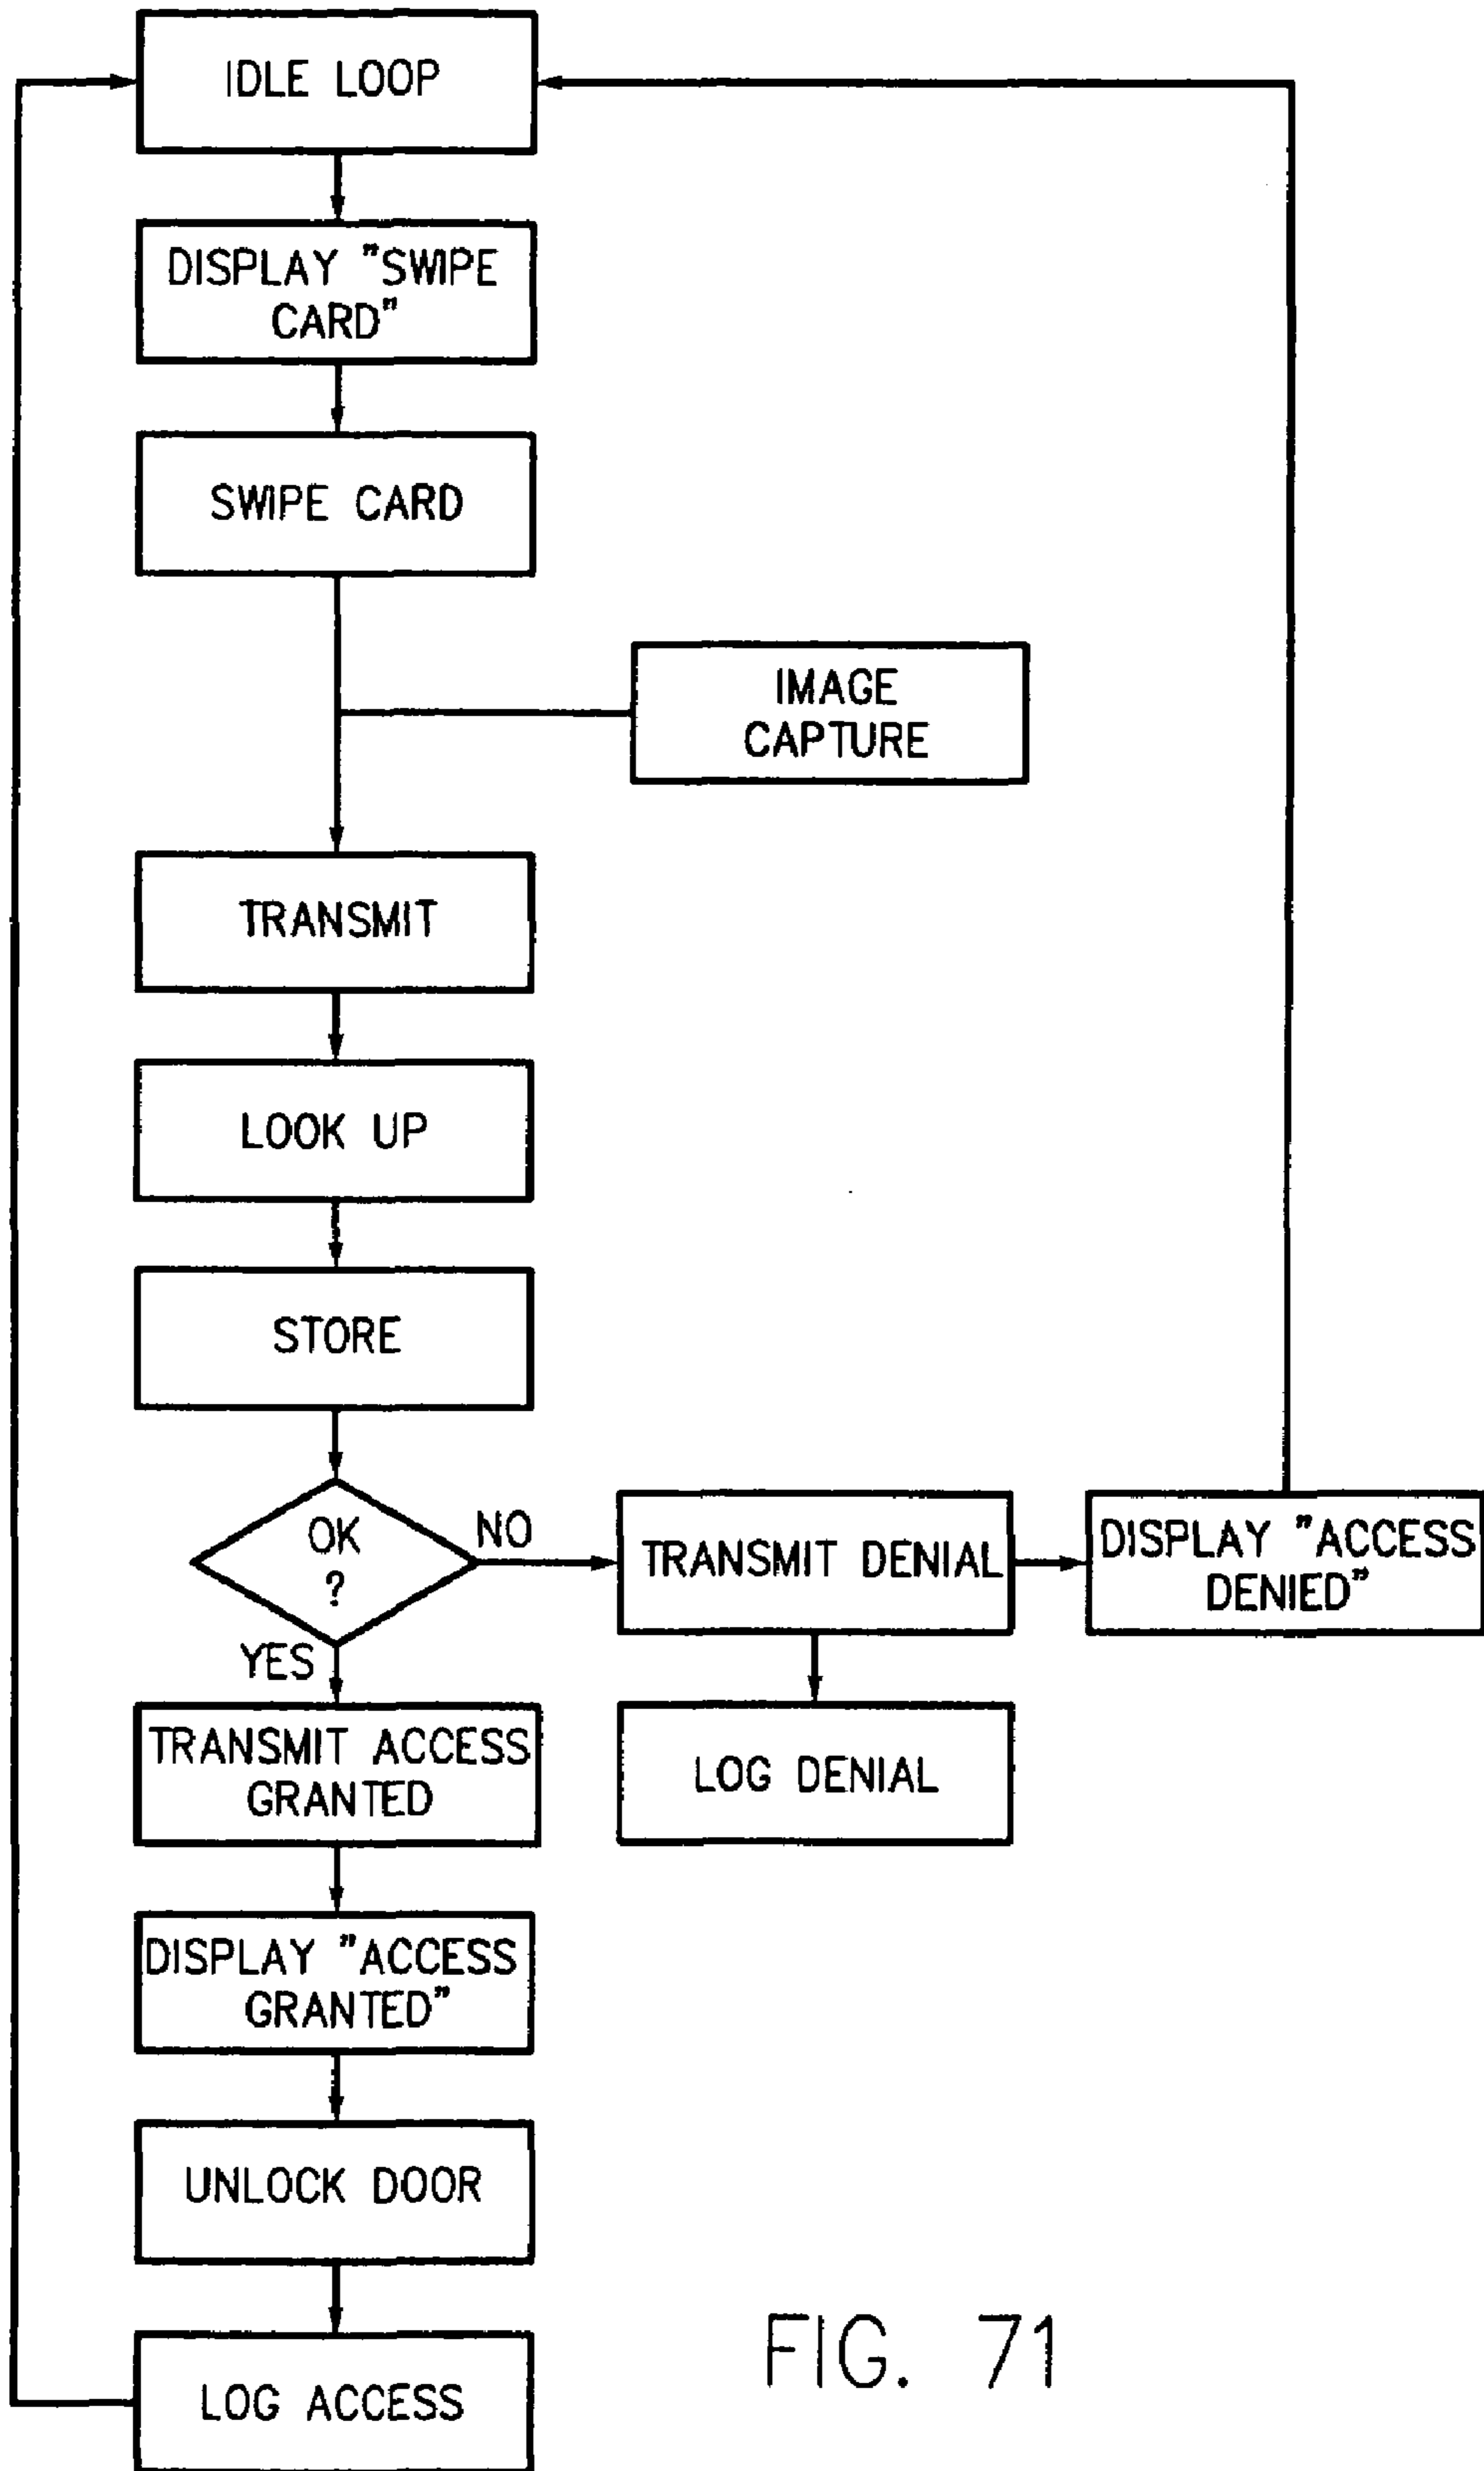 IDLE LOOP
DISPLAY "SWIPE
CARD"
SWIPE CARD
IMAGE
CAPTURE
TRANSMIT
LOOK UP
STORE
OK
?
NO
YES
TRANSMIT DENIAL
DISPLAY "ACCESS
DENIED"
LOG DENIAL
TRANSMIT ACCESS
GRANTED
DISPLAY "ACCESS
GRANTED"
UNLOCK DOOR
LOG ACCESS
FIG. 71